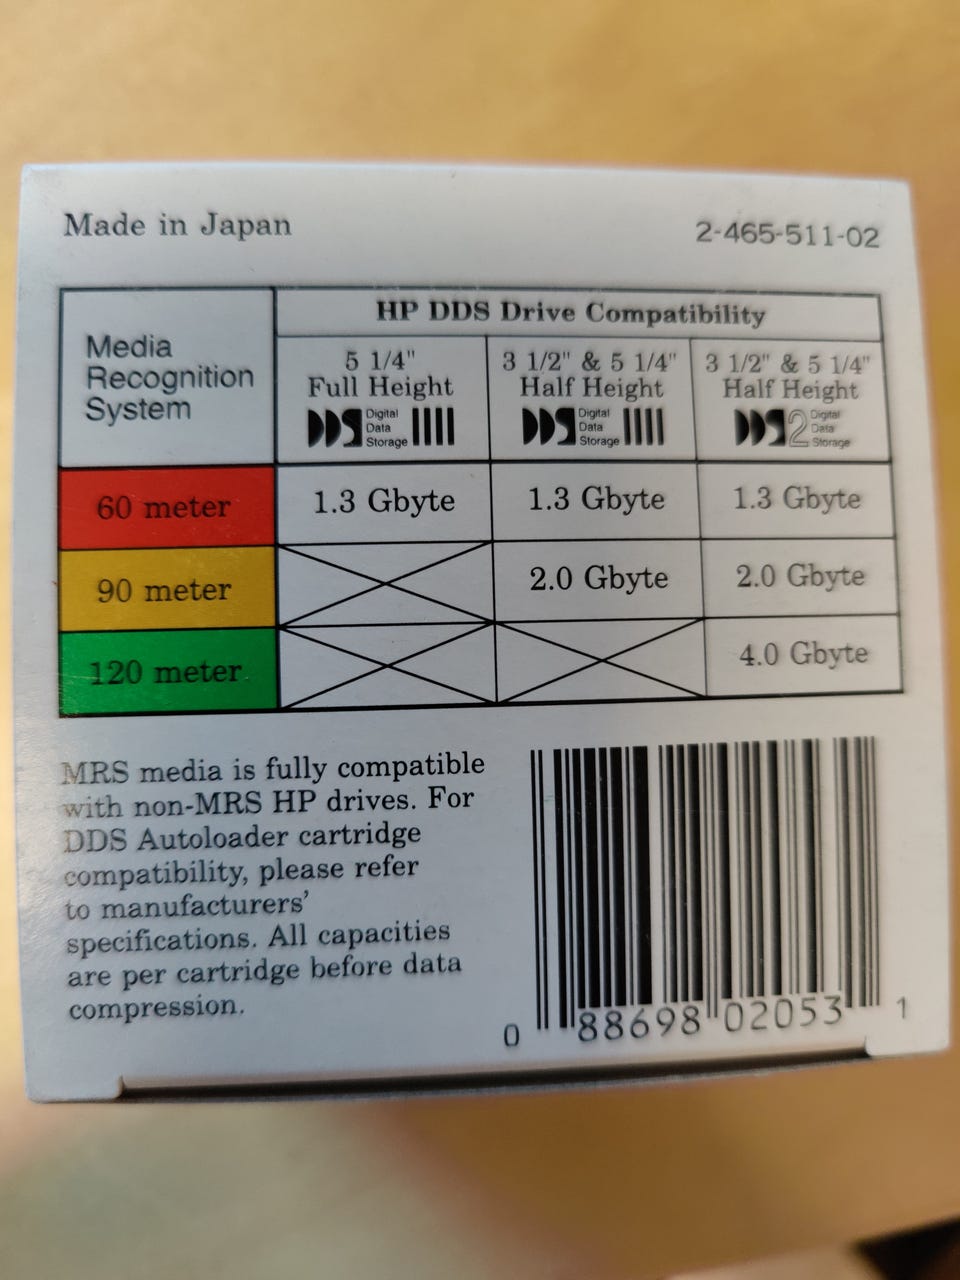 Made in Japan
2-465-511-02
HP DDS Drive Compatibility
Media
Recognition
System
5 1/4"
Full Height
DDS Digital
Data
Storage
3 1/2" & 5 1/4"
Half Height
DDS Digital
Data
Storage
3 1/2" & 5 1/4"
Half Height
DDS2 Digital
Data
Storage
60 meter 1.3 Gbyte 1.3 Gbyte 1.3 Gbyte
90 meter 2.0 Gbyte 2.0 Gbyte
120 meter 4.0 Gbyte
MRS media is fully compatible
with non-MRS HP drives. For
DDS Autoloader cartridge
compatibility, please refer
to manufacturers'
specifications. All capacities
are per cartridge before data
compression.
0 88698 02053 1